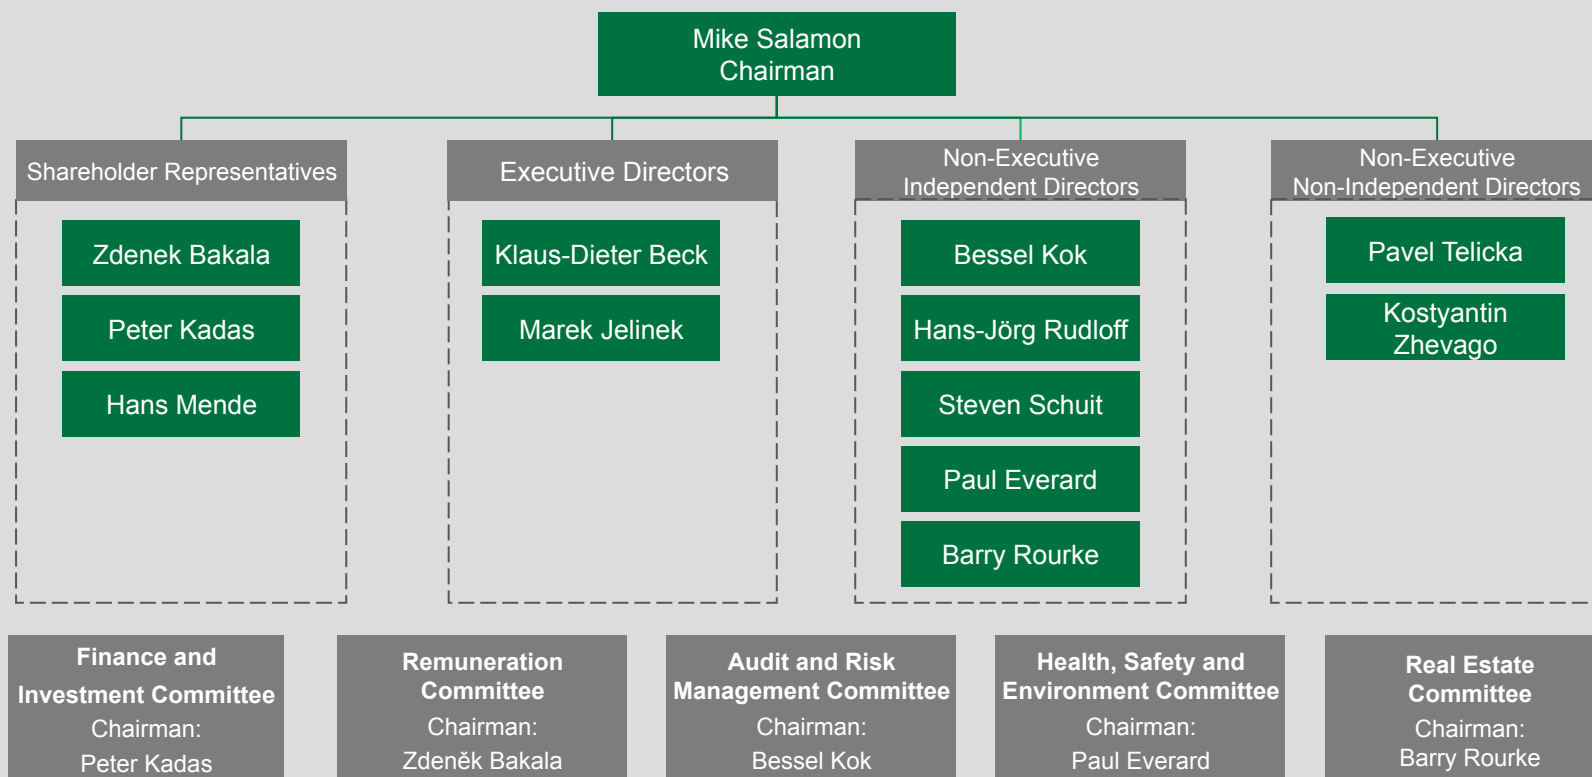 Mike Salamon
Chairman
Shareholder Representatives
Executive Directors
Non-Executive
Independent Directors
Non-Executive
Non-Independent Directors
Zdenek Bakala
Peter Kadas
Hans Mende
Klaus-Dieter Beck
Marek Jelinek
Bessel Kok
Hans-Jörg Rudloff
Steven Schuit
Paul Everard
Barry Rourke
Pavel Telicka
Kostyantin
Zhevago
Finance and
Investment Committee
Chairman:
Peter Kadas
Remuneration
Committee
Chairman:
Zdeněk Bakala
Audit and Risk
Management Committee
Chairman:
Bessel Kok
Health, Safety and
Environment Committee
Chairman:
Paul Everard
Real Estate
Committee
Chairman:
Barry Rourke